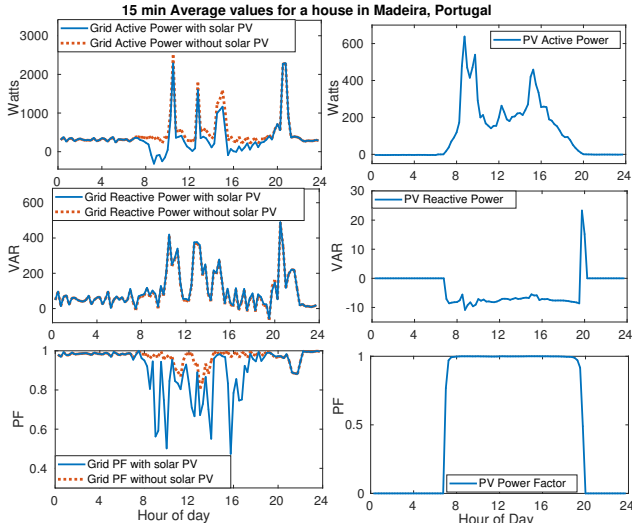 15 min Average values for a house in Madeira, Portugal
Grid Active Power with solar PV
Grid Active Power without solar PV
Watts
3000
2000
1000
0
0 4 8 12 16 20 24
PV Active Power
Watts
600
400
200
0
0 4 8 12 16 20 24
Grid Reactive Power with solar PV
Grid Reactive Power without solar PV
VAR
600
400
200
0
0 4 8 12 16 20 24
PV Reactive Power
VAR
30
20
10
0
-10
0 4 8 12 16 20 24
PF
1
0.8
0.6
0.4
Grid PF with solar PV
Grid PF without solar PV
0 4 8 12 16 20 24
Hour of day
PF
1
0.5
0
PV Power Factor
0 4 8 12 16 20 24
Hour of Day